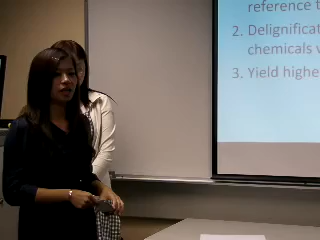 reference t
2. Delignificat
chemicals v
3. Yield highe